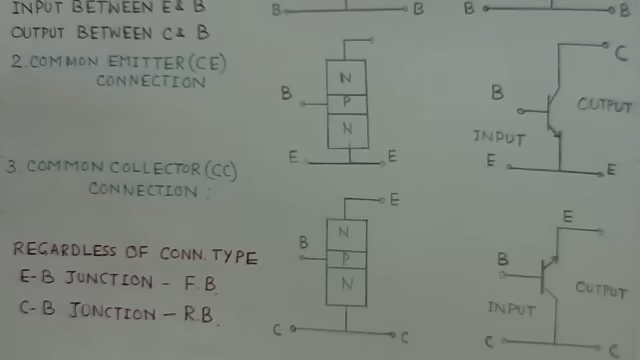 INPUT BETWEEN E & B
B B B B
OUTPUT BETWEEN C & B
2. COMMON EMITTER (CE)
CONNECTION
N
P
N
B
E E
C
B
OUTPUT
INPUT
E E
3. COMMON COLLECTOR (CC)
CONNECTION :
E
N
P
N
B
C C
E
B
OUTPUT
INPUT
C C
REGARDLESS OF CONN. TYPE
E-B JUNCTION - F.B.
C-B JUNCTION - R.B.